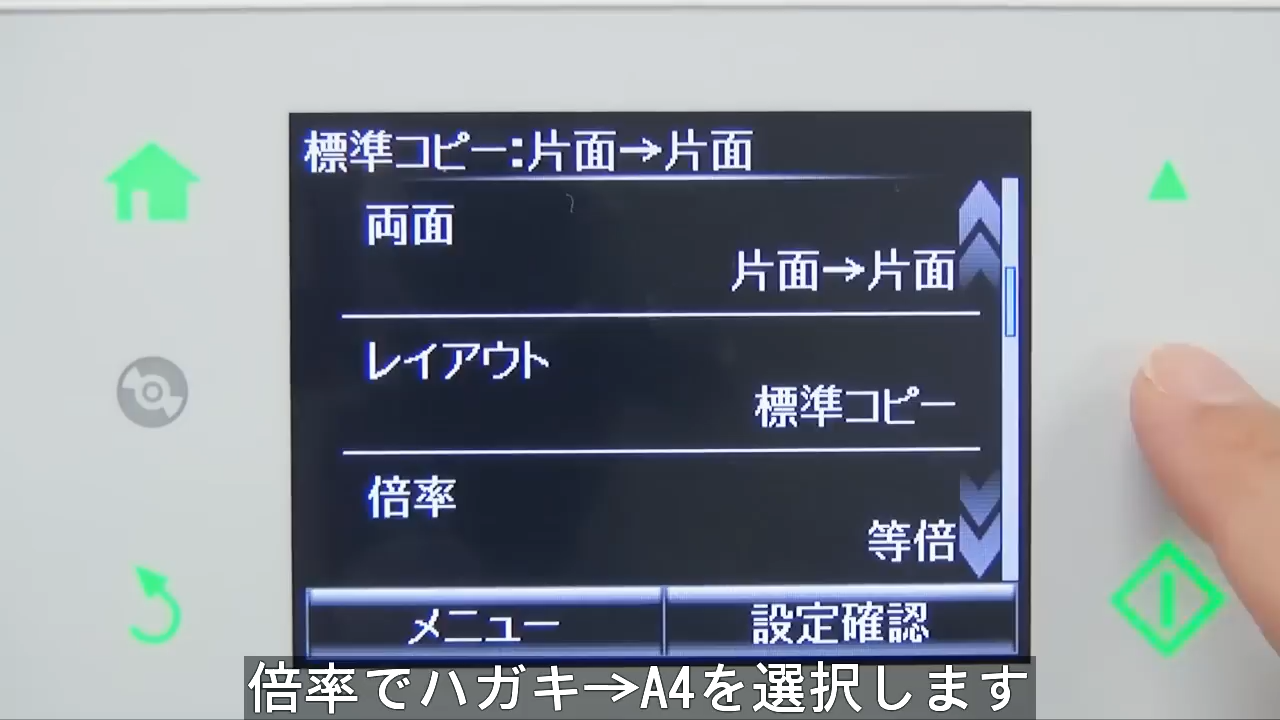 標準コピー:片面→片面
両面
片面→片面
レイアウト
標準コピー
倍率
等倍
メニュー
設定確認
倍率でハガキ→A4を選択します